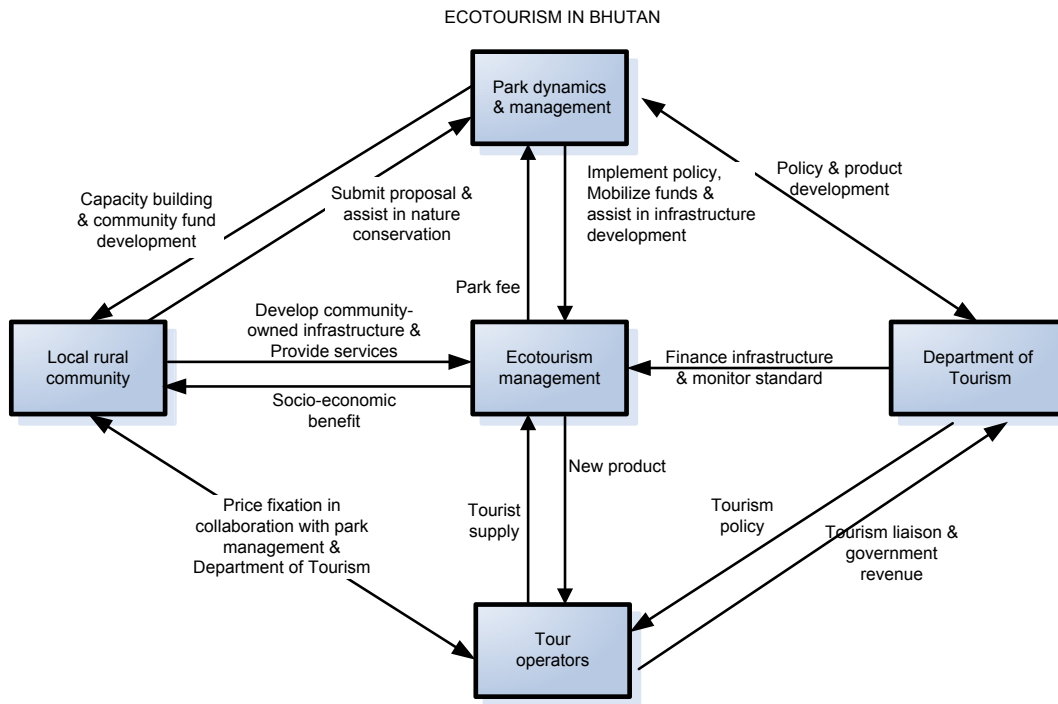 ECOTOURISM IN BHUTAN
Park dynamics
& management
Capacity building
& community fund
development
Submit proposal &
assist in nature
conservation
Implement policy,
Mobilize funds &
assist in infrastructure
development
Policy & product
development
Park fee
Develop community-
owned infrastructure &
Provide services
Local rural
community
Ecotourism
management
Finance infrastructure
& monitor standard
Department of
Tourism
Socio-economic
benefit
New product
Price fixation in
collaboration with park
management &
Department of Tourism
Tourist
supply
Tourism
policy
Tourism liaison &
government
revenue
Tour
operators